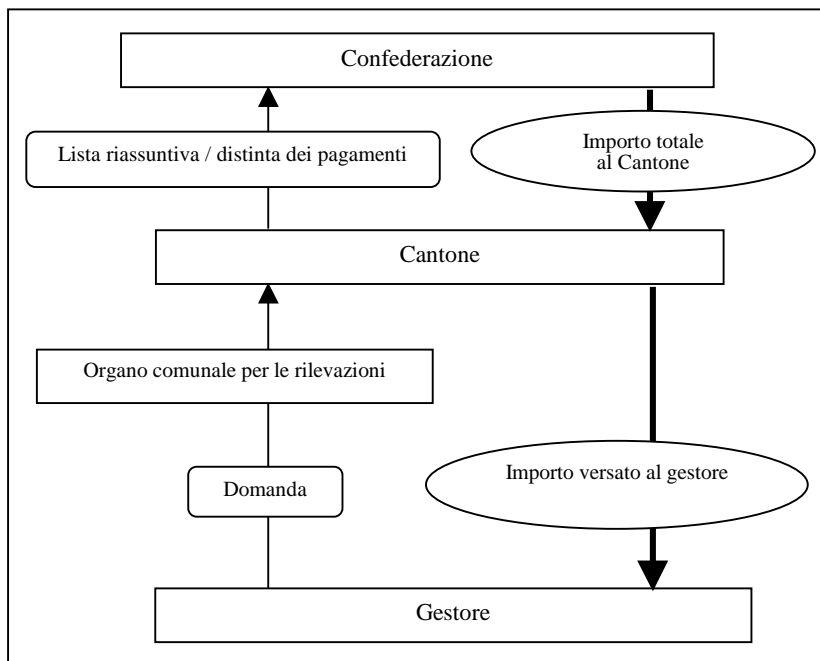 Confederazione
Lista riassuntiva / distinta dei pagamenti
Importo totale
al Cantone
Cantone
Organo comunale per le rilevazioni
Importo versato al gestore
Domanda
Gestore